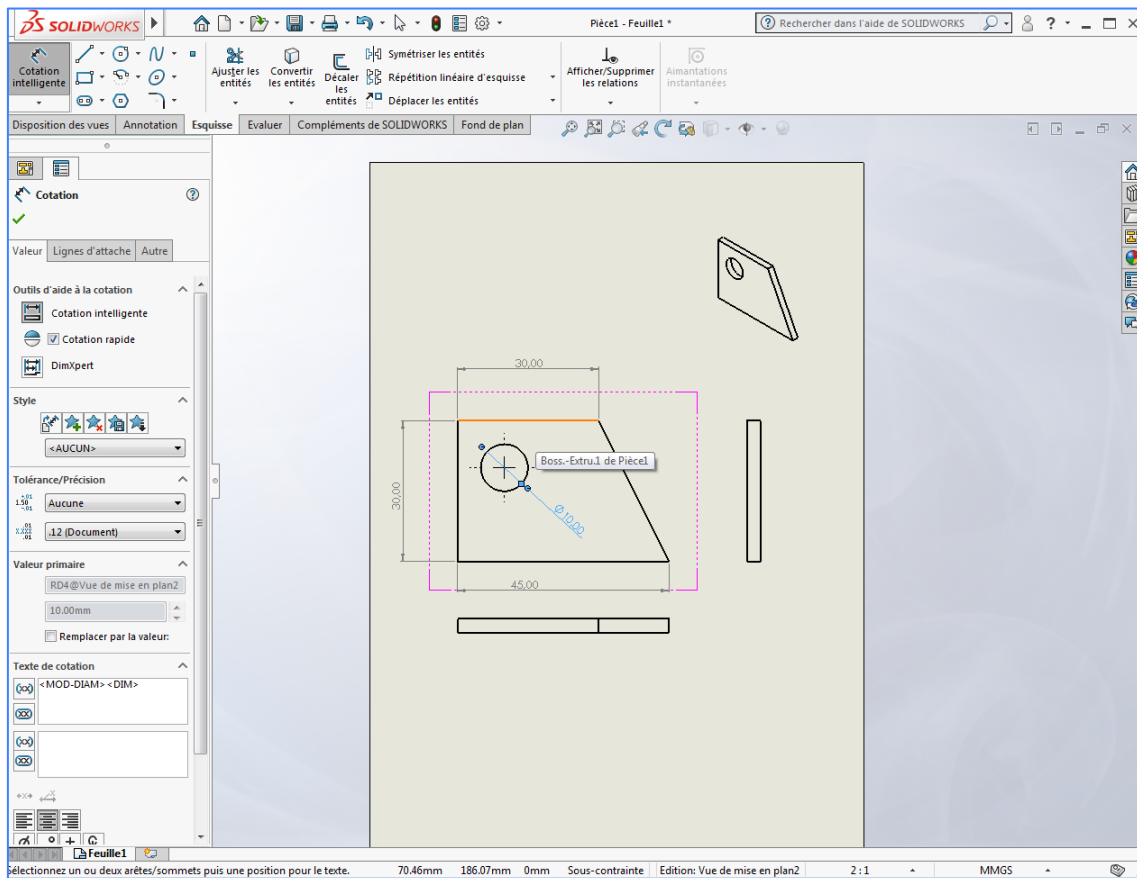 SOLIDWORKS
Pièce1 - Feuille1 *
Rechercher dans l'aide de SOLIDWORKS
Cotation intelligente
Ajuster les entités
Convertir les entités
Décaler les entités
Symétriser les entités
Répétition linéaire d'esquisse
Déplacer les entités
Afficher/Supprimer les relations
Aimantations instantanées
Disposition des vues
Annotation
Esquisse
Evaluer
Compléments de SOLIDWORKS
Fond de plan
Cotation
Valeur
Lignes d'attache
Autre
Outils d'aide à la cotation
Cotation intelligente
Cotation rapide
DimXpert
Style
<AUCUN>
Tolérance/Précision
Aucune
.12 (Document)
Valeur primaire
RD4@Vue de mise en plan2
10.00mm
Remplacer par la valeur:
Texte de cotation
<MOD-DIAM><DIM>
30,00
30,00
Boss.-Extru.1 de Pièce1
Ø10,00
45,00
Feuille1
Sélectionnez un ou deux arêtes/sommets puis une position pour le texte.
70.46mm
186.07mm
0mm
Sous-contrainte
Edition: Vue de mise en plan2
2:1
MMGS